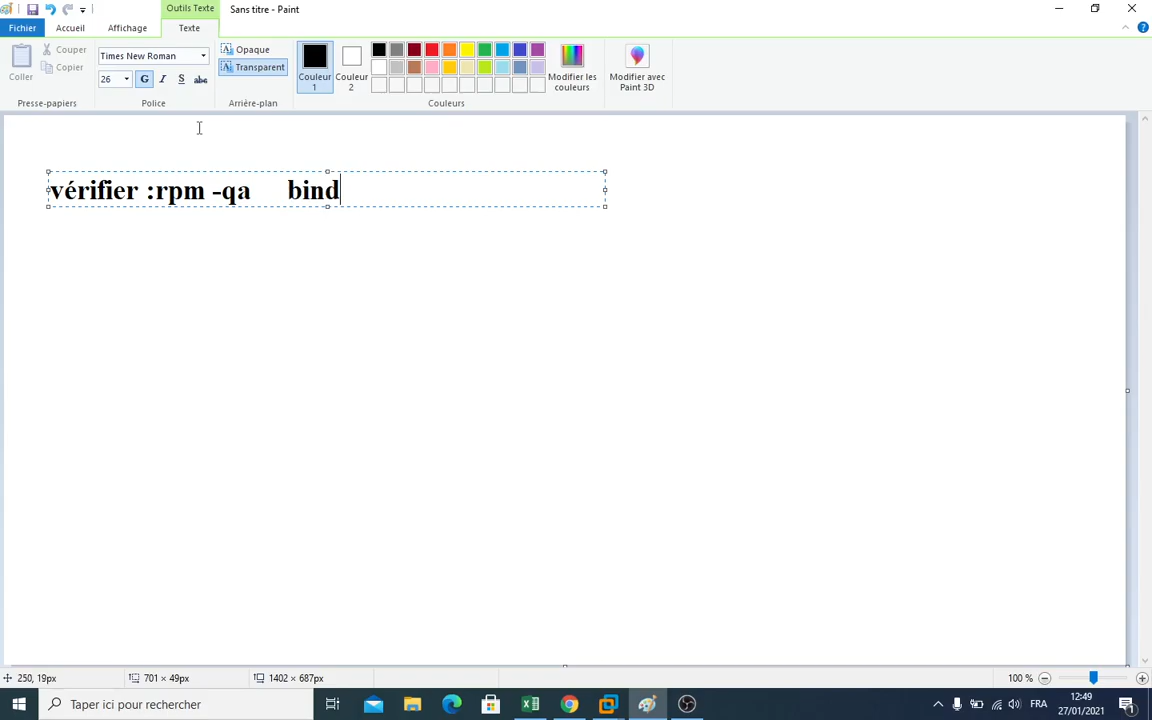 Outils Texte
Sans titre - Paint
Fichier
Accueil
Affichage
Texte
Coller
Couper
Copier
Presse-papiers
Times New Roman
26
G
I
S
abc
Police
Opaque
Transparent
Arrière-plan
Couleur
1
Couleur
2
Modifier les
couleurs
Couleurs
Modifier avec
Paint 3D
vérifier :rpm -qa bind
250, 19px
701 × 49px
1402 × 687px
100 %
Taper ici pour rechercher
FRA
12:49
27/01/2021
1